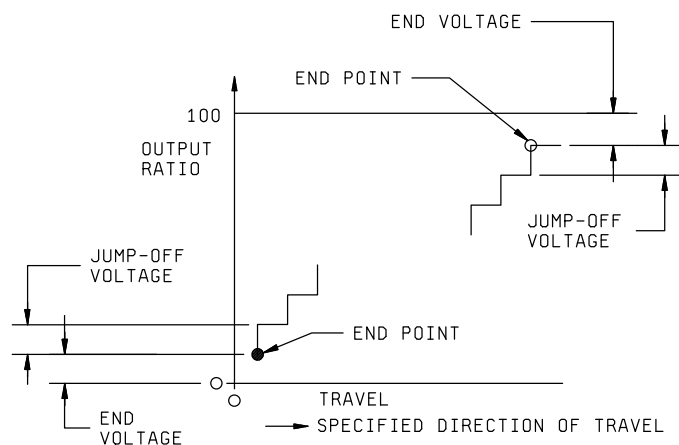 END VOLTAGE
END POINT
100
OUTPUT
RATIO
JUMP-OFF
VOLTAGE
JUMP-OFF
VOLTAGE
END POINT
TRAVEL
END
VOLTAGE
SPECIFIED DIRECTION OF TRAVEL